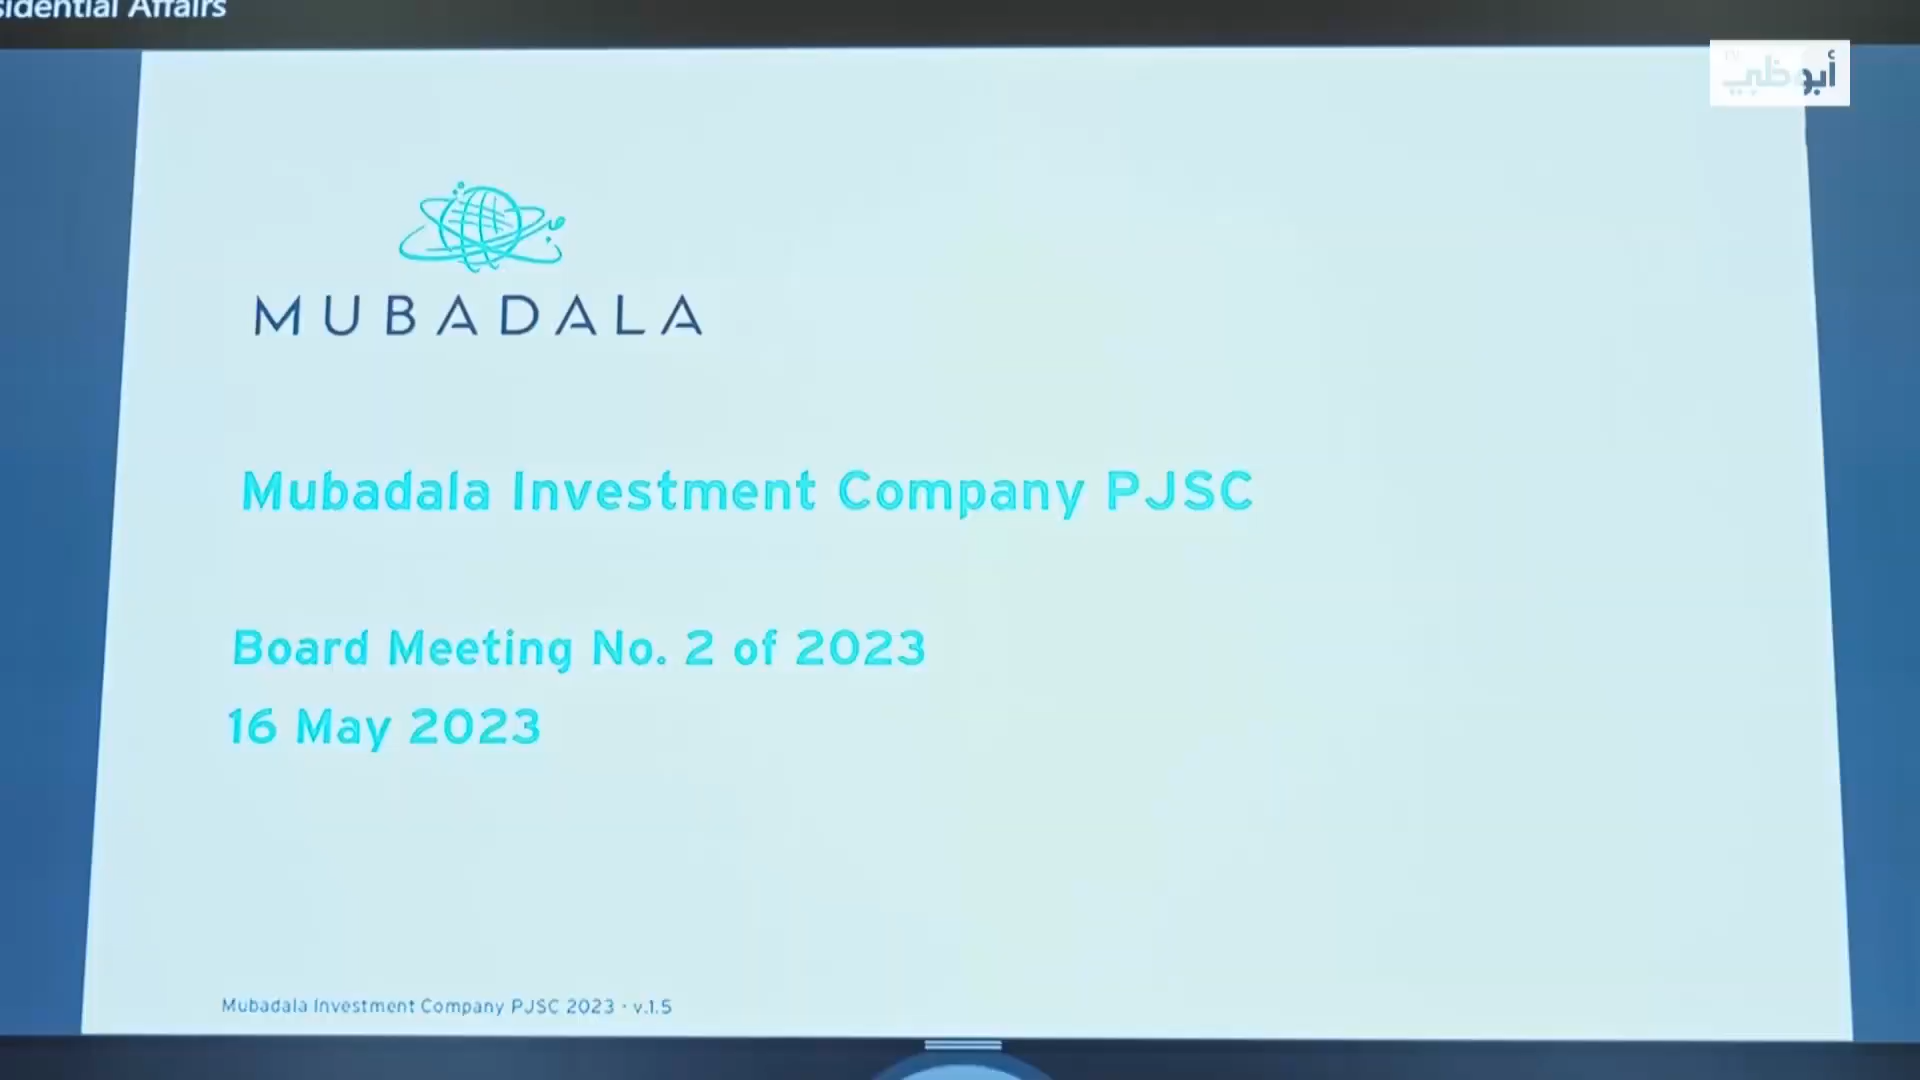 Affairs
أبوظبي
TV
MUBADALA
Mubadala Investment Company PJSC
Board Meeting No. 2 of 2023
16 May 2023
Mubadala Investment Company PJSC 2023 - v.1.5